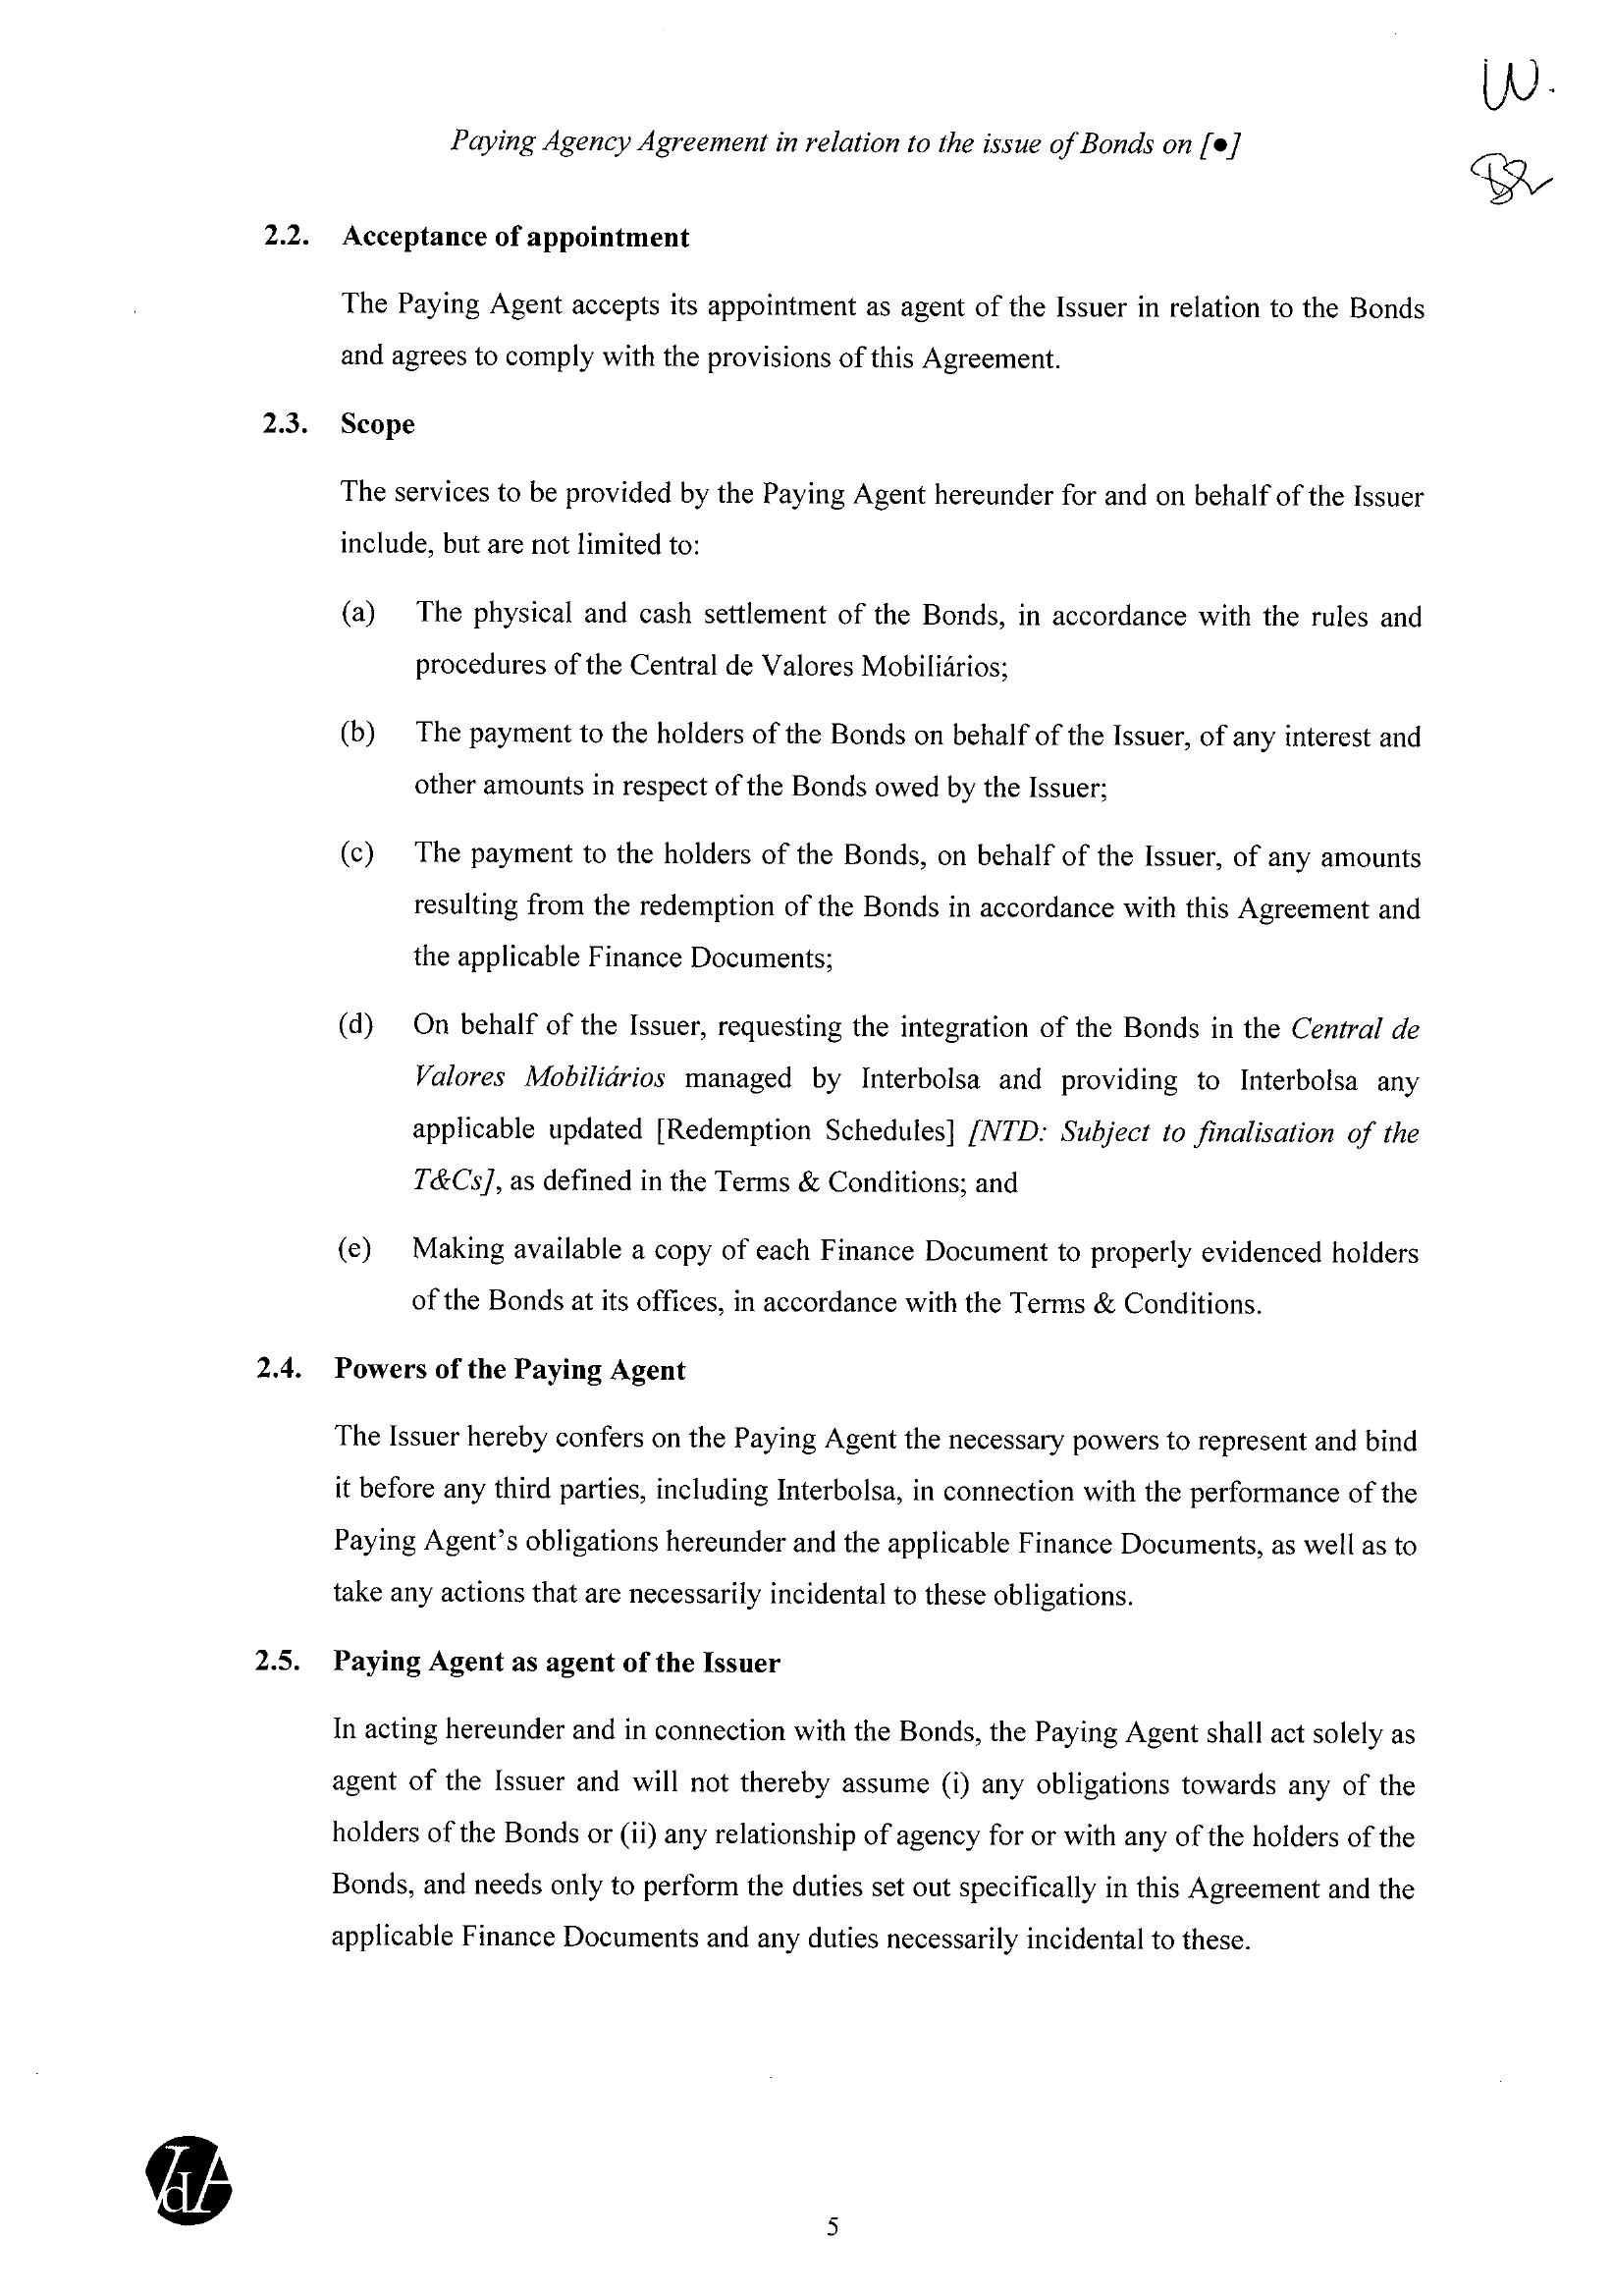 W.
Paying Agency Agreement in relation to the issue of Bonds on [●]
2.2. Acceptance of appointment
The Paying Agent accepts its appointment as agent of the Issuer in relation to the Bonds
and agrees to comply with the provisions of this Agreement.
2.3. Scope
The services to be provided by the Paying Agent hereunder for and on behalf of the Issuer
include, but are not limited to:
(a) The physical and cash settlement of the Bonds, in accordance with the rules and
procedures of the Central de Valores Mobiliários;
(b) The payment to the holders of the Bonds on behalf of the Issuer, of any interest and
other amounts in respect of the Bonds owed by the Issuer;
(c) The payment to the holders of the Bonds, on behalf of the Issuer, of any amounts
resulting from the redemption of the Bonds in accordance with this Agreement and
the applicable Finance Documents;
(d) On behalf of the Issuer, requesting the integration of the Bonds in the Central de
Valores Mobiliários managed by Interbolsa and providing to Interbolsa any
applicable updated [Redemption Schedules] [NTD: Subject to finalisation of the
T&Cs], as defined in the Terms & Conditions; and
(e) Making available a copy of each Finance Document to properly evidenced holders
of the Bonds at its offices, in accordance with the Terms & Conditions.
2.4. Powers of the Paying Agent
The Issuer hereby confers on the Paying Agent the necessary powers to represent and bind
it before any third parties, including Interbolsa, in connection with the performance of the
Paying Agent's obligations hereunder and the applicable Finance Documents, as well as to
take any actions that are necessarily incidental to these obligations.
2.5. Paying Agent as agent of the Issuer
In acting hereunder and in connection with the Bonds, the Paying Agent shall act solely as
agent of the Issuer and will not thereby assume (i) any obligations towards any of the
holders of the Bonds or (ii) any relationship of agency for or with any of the holders of the
Bonds, and needs only to perform the duties set out specifically in this Agreement and the
applicable Finance Documents and any duties necessarily incidental to these.
VdA
5